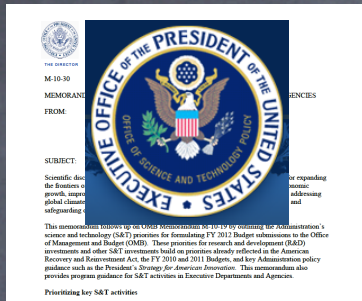 THE DIRECTOR
M-10-30
MEMORAND
GENCIES
FROM:
EXECUTIVE OFFICE OF THE PRESIDENT OF THE UNITED STATES
OFFICE OF SCIENCE AND TECHNOLOGY POLICY
SUBJECT:
Scientific disc for expanding
the frontiers o onomic
growth, impro addressing
global climate and
safeguarding o
This memorandum follows up on OMB Memorandum M-10-19 by outlining the Administration's
science and technology (S&T) priorities for formulating FY 2012 Budget submissions to the Office
of Management and Budget (OMB). These priorities for research and development (R&D)
investments and other S&T investments build on priorities already reflected in the American
Recovery and Reinvestment Act, the FY 2010 and 2011 Budgets, and key Administration policy
guidance such as the President's Strategy for American Innovation. This memorandum also
provides program guidance for S&T activities in Executive Departments and Agencies.
Prioritizing key S&T activities